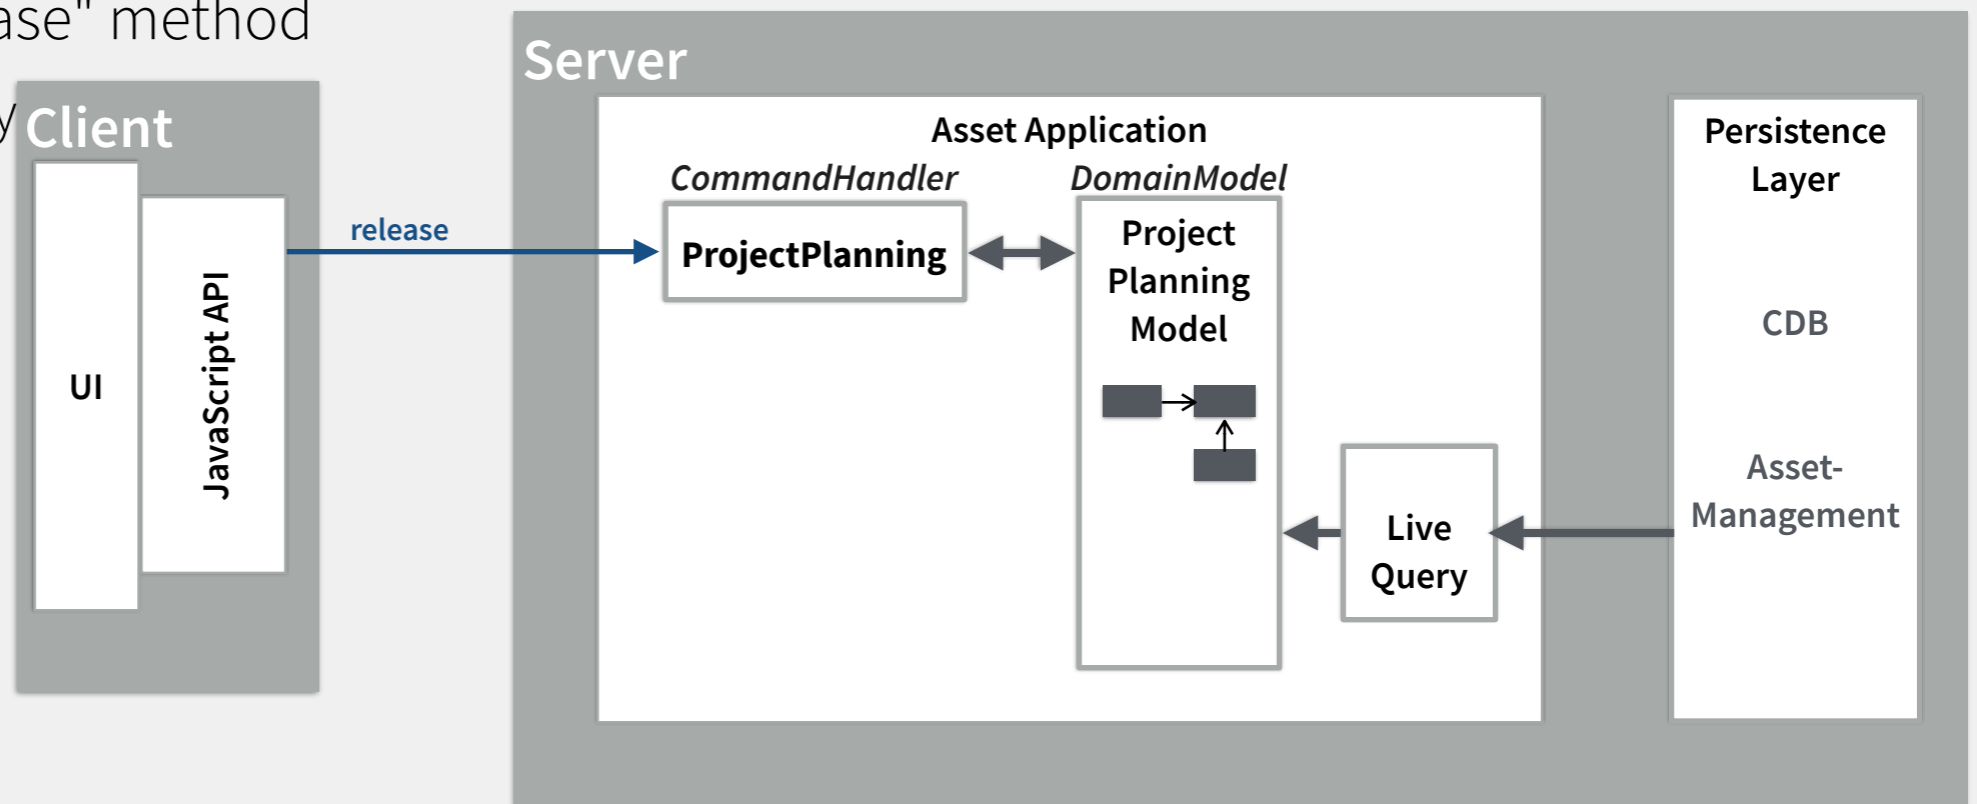 ase" method
y
Client
UI
JavaScript API
release
Server
Asset Application
CommandHandler
ProjectPlanning
DomainModel
Project
Planning
Model
Live
Query
Persistence
Layer
CDB
Asset-
Management